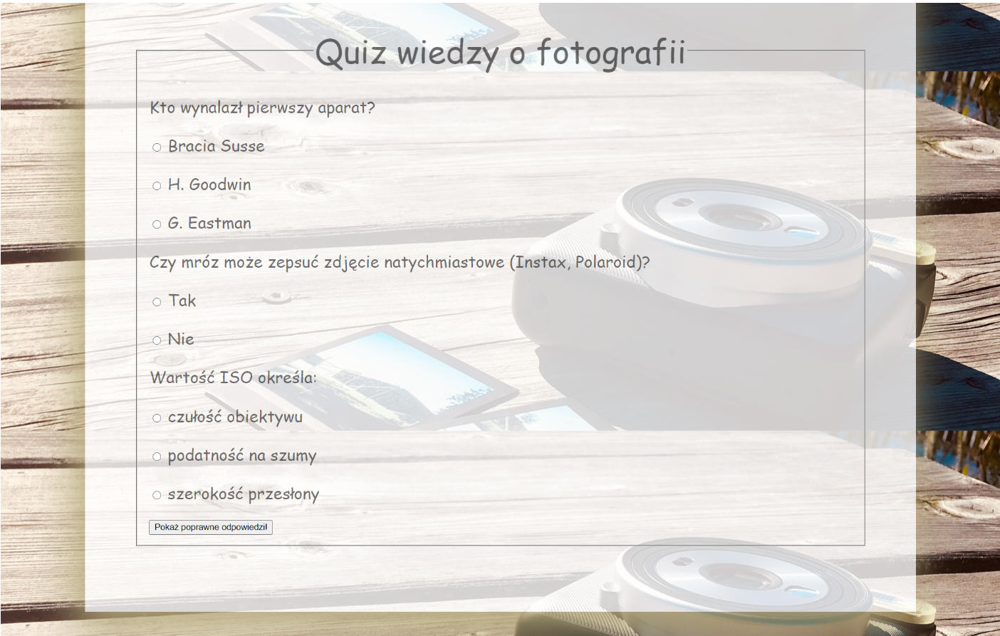 Quiz wiedzy o fotografii
Kto wynalazł pierwszy aparat?
Bracia Susse
H. Goodwin
G. Eastman
Czy mróz może zepsuć zdjęcie natychmiastowe (Instax, Polaroid)?
Tak
Nie
Wartość ISO określa:
czułość obiektywu
podatność na szumy
szerokość przesłony
Pokaż poprawne odpowiedzi!